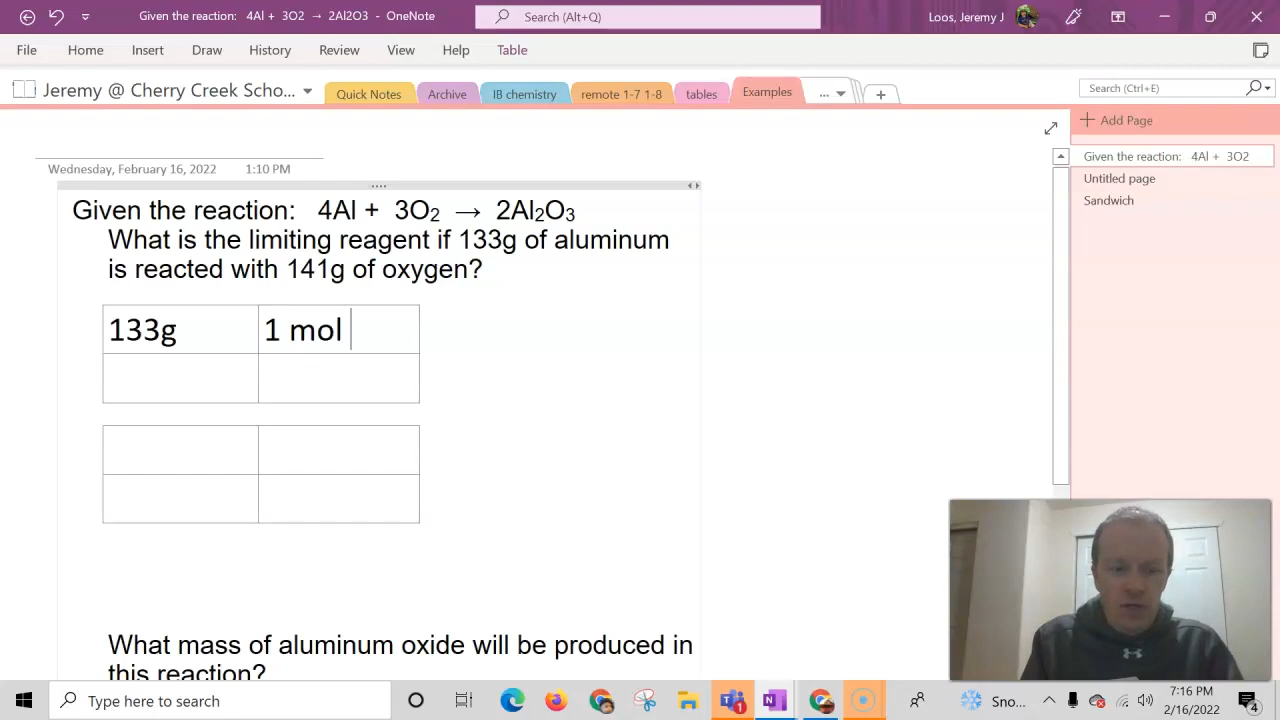 Given the reaction: 4Al + 3O2 → 2Al2O3 - OneNote
Search (Alt+Q)
Loos, Jeremy J
File Home Insert Draw History Review View Help Table
Jeremy @ Cherry Creek Scho...
Quick Notes Archive IB chemistry remote 1-7 1-8 tables Examples ...
Search (Ctrl+E)
Add Page
Given the reaction: 4Al + 3O2
Untitled page
Sandwich
Wednesday, February 16, 2022 1:10 PM
Given the reaction: 4Al + 3O₂ → 2Al₂O₃
What is the limiting reagent if 133g of aluminum
is reacted with 141g of oxygen?
133g 1 mol
What mass of aluminum oxide will be produced in
this reaction?
Type here to search
1
Sno...
7:16 PM
2/16/2022
4